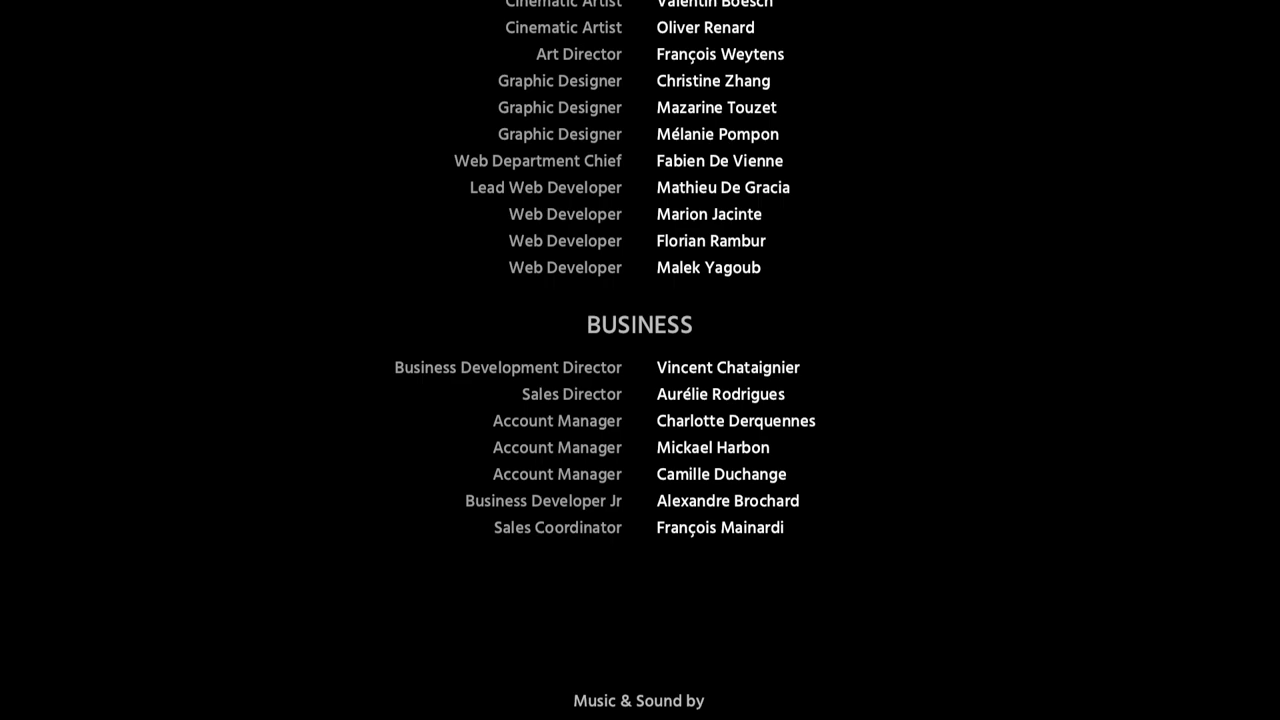 Cinematic Artist Valentin Boesch
Cinematic Artist Oliver Renard
Art Director François Weytens
Graphic Designer Christine Zhang
Graphic Designer Mazarine Touzet
Graphic Designer Mélanie Pompon
Web Department Chief Fabien De Vienne
Lead Web Developer Mathieu De Gracia
Web Developer Marion Jacinte
Web Developer Florian Rambur
Web Developer Malek Yagoub
BUSINESS
Business Development Director Vincent Chataignier
Sales Director Aurélie Rodrigues
Account Manager Charlotte Derquennes
Account Manager Mickael Harbon
Account Manager Camille Duchange
Business Developer Jr Alexandre Brochard
Sales Coordinator François Mainardi
Music & Sound by